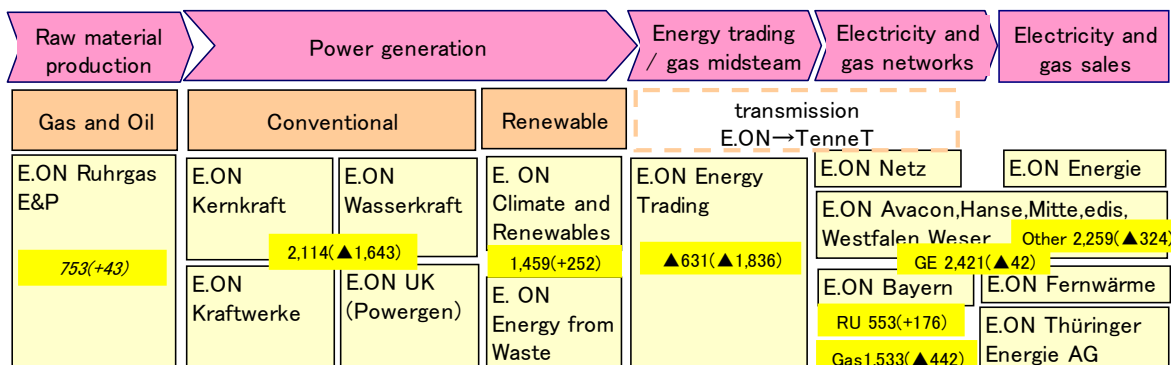 Raw material
production
Power generation
Energy trading
/ gas midsteam
Electricity and
gas networks
Electricity and
gas sales
Gas and Oil
Conventional
Renewable
transmission
E.ON→TenneT
E.ON Ruhrgas
E&P
753(+43)
E.ON
Kernkraft
E.ON
Wasserkraft
2,114(▲1,643)
E.ON
Kraftwerke
E.ON UK
(Powergen)
E. ON
Climate and
Renewables
1,459(+252)
E. ON
Energy from
Waste
E.ON Energy
Trading
▲631(▲1,836)
E.ON Netz
E.ON Energie
E.ON Avacon,Hanse,Mitte,edis,
Westfalen Weser
Other 2,259(▲324)
GE 2,421(▲42)
E.ON Bayern
E.ON Fernwärme
RU 553(+176)
Gas1,533(▲442)
E.ON Thüringer
Energie AG